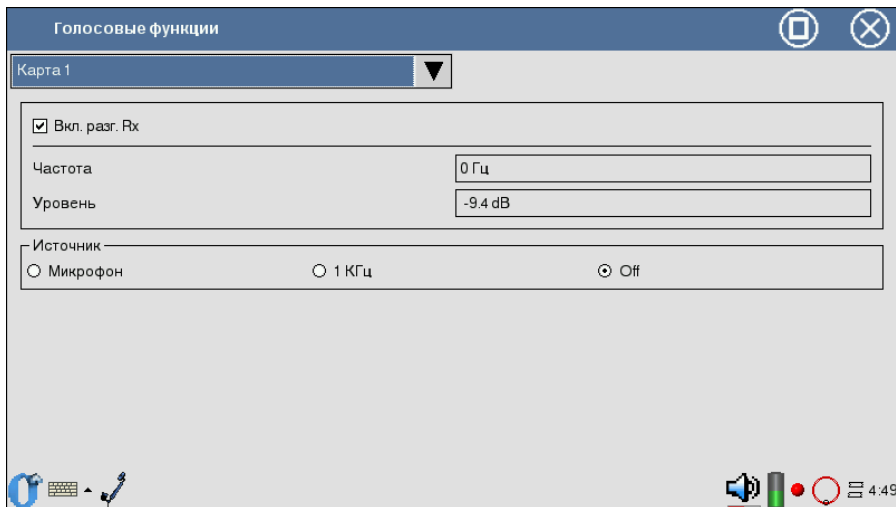 Голосовые функции
Карта 1
Вкл. разг. Rx
Частота
0 Гц
Уровень
-9.4 dB
Источник
Микрофон
1 КГц
Off
4:49